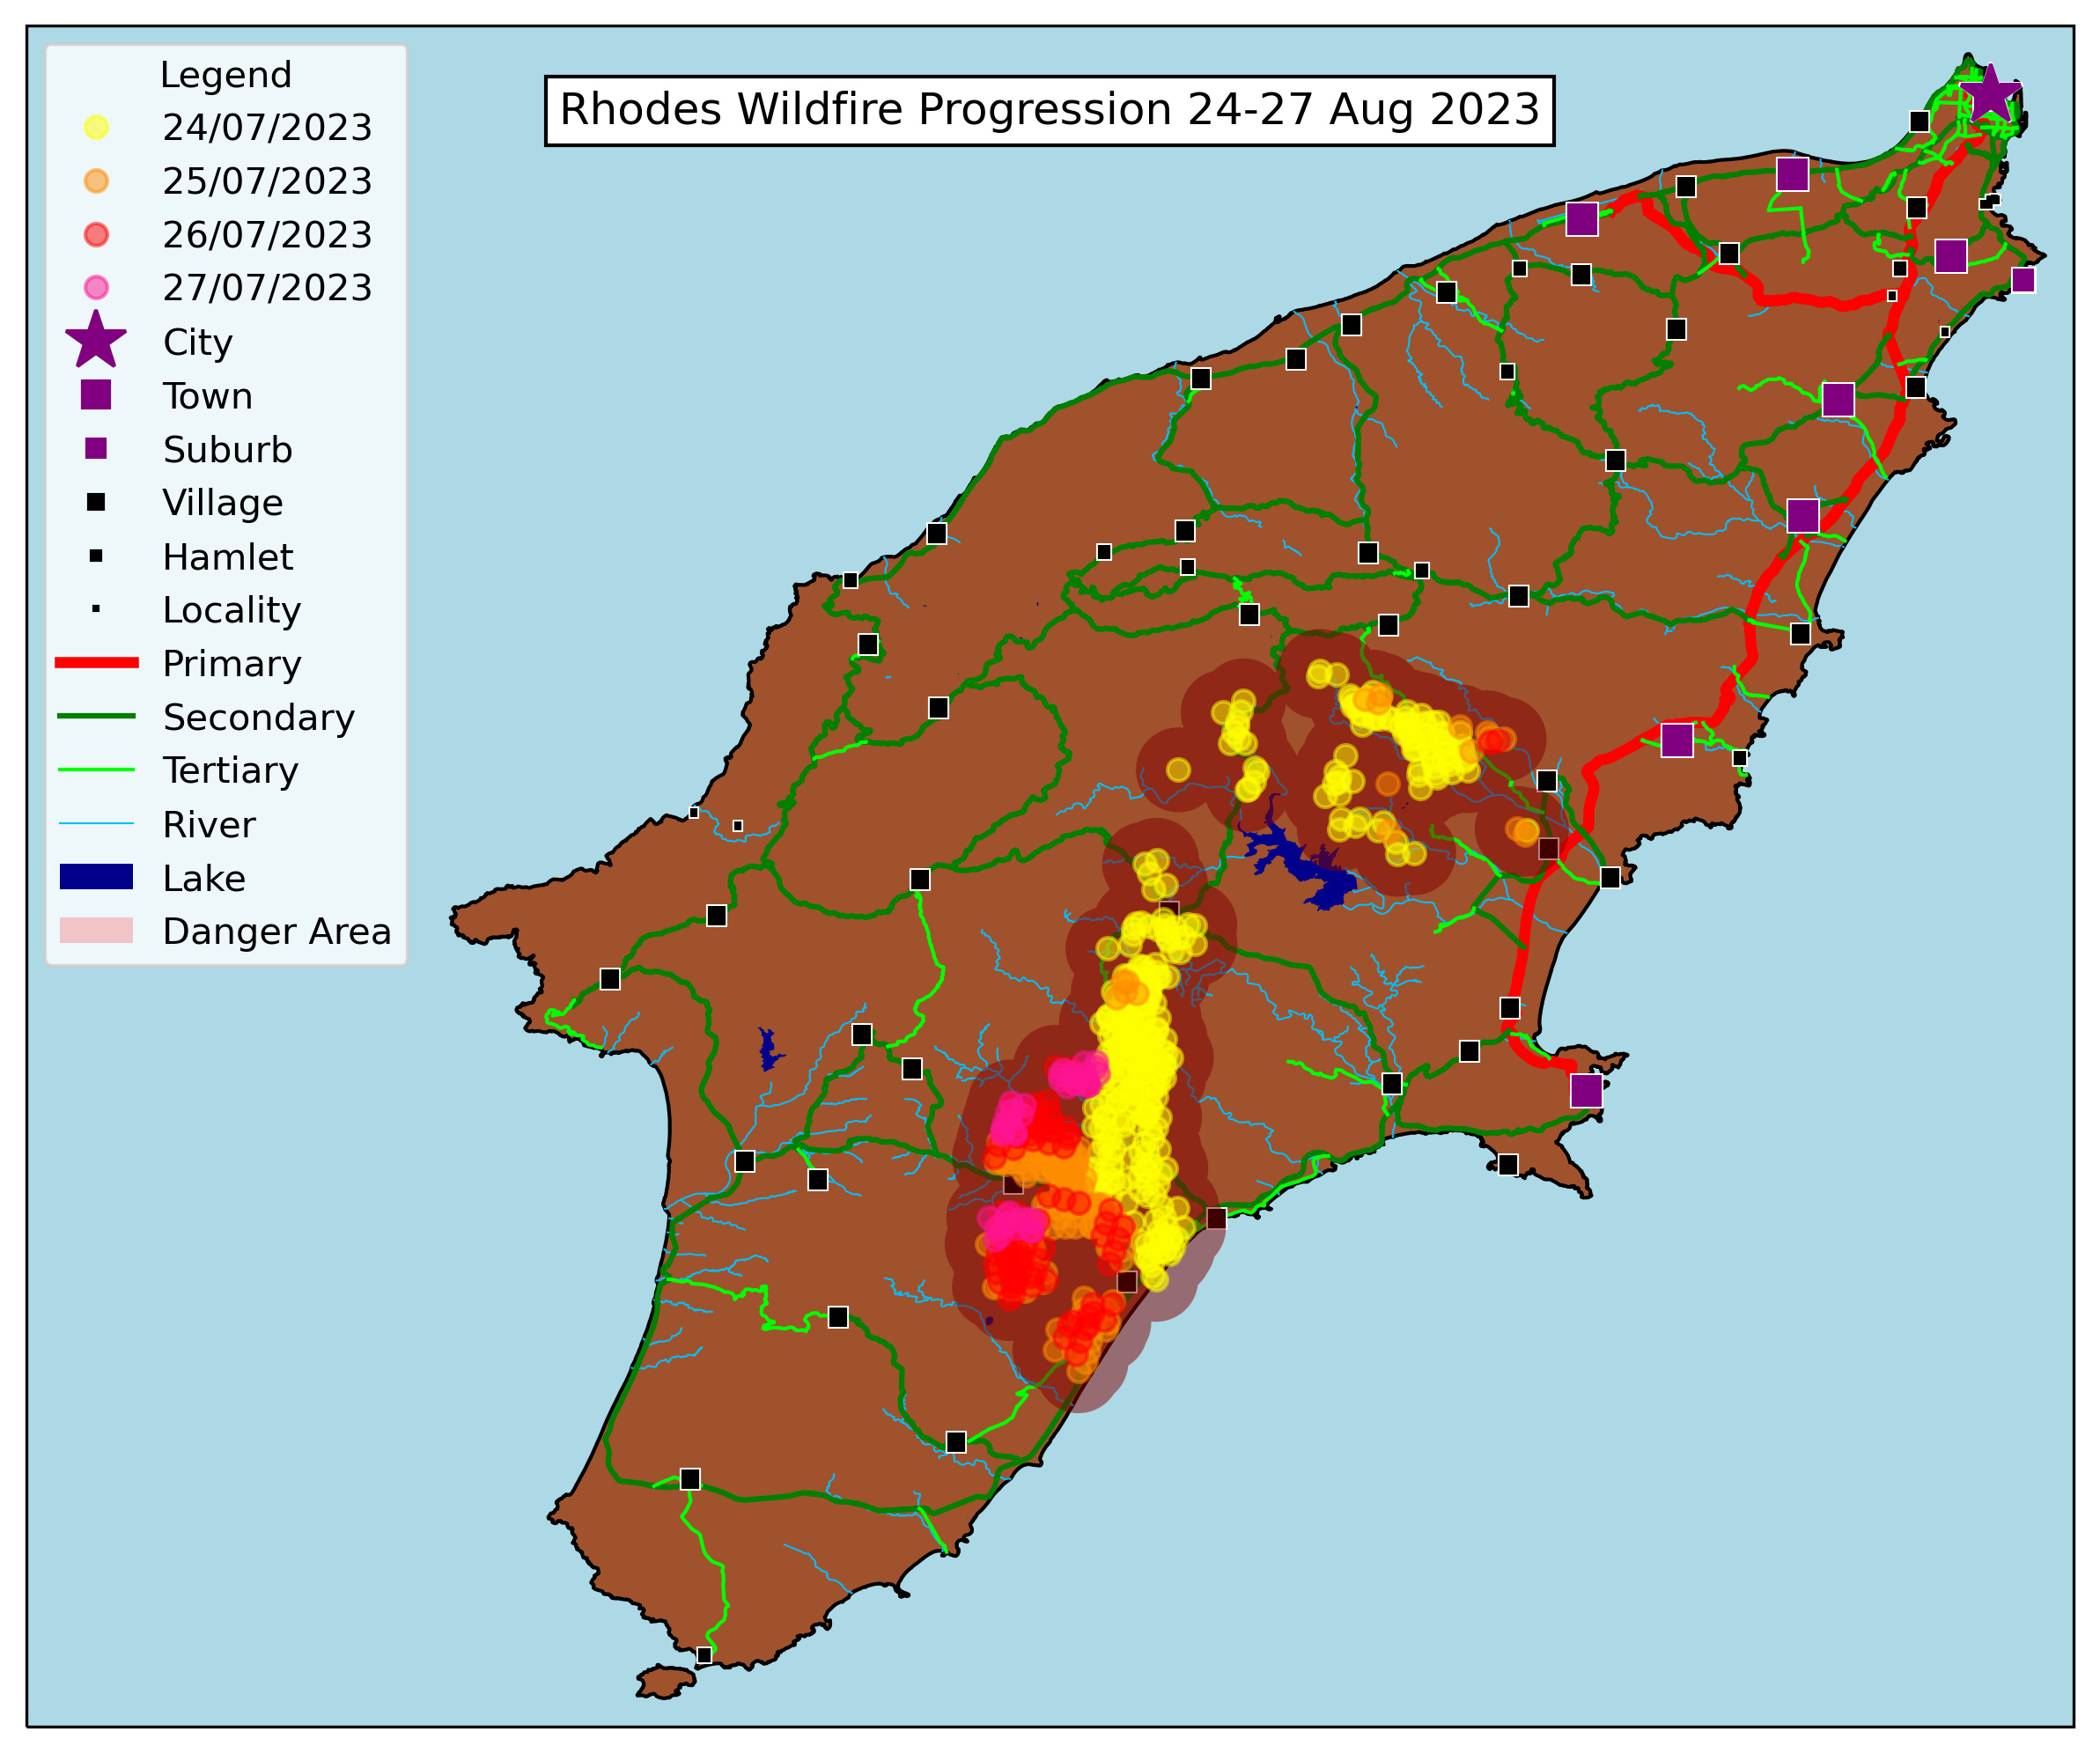 Rhodes Wildfire Progression 24-27 Aug 2023
Legend
24/07/2023
25/07/2023
26/07/2023
27/07/2023
City
Town
Suburb
Village
Hamlet
Locality
Primary
Secondary
Tertiary
River
Lake
Danger Area